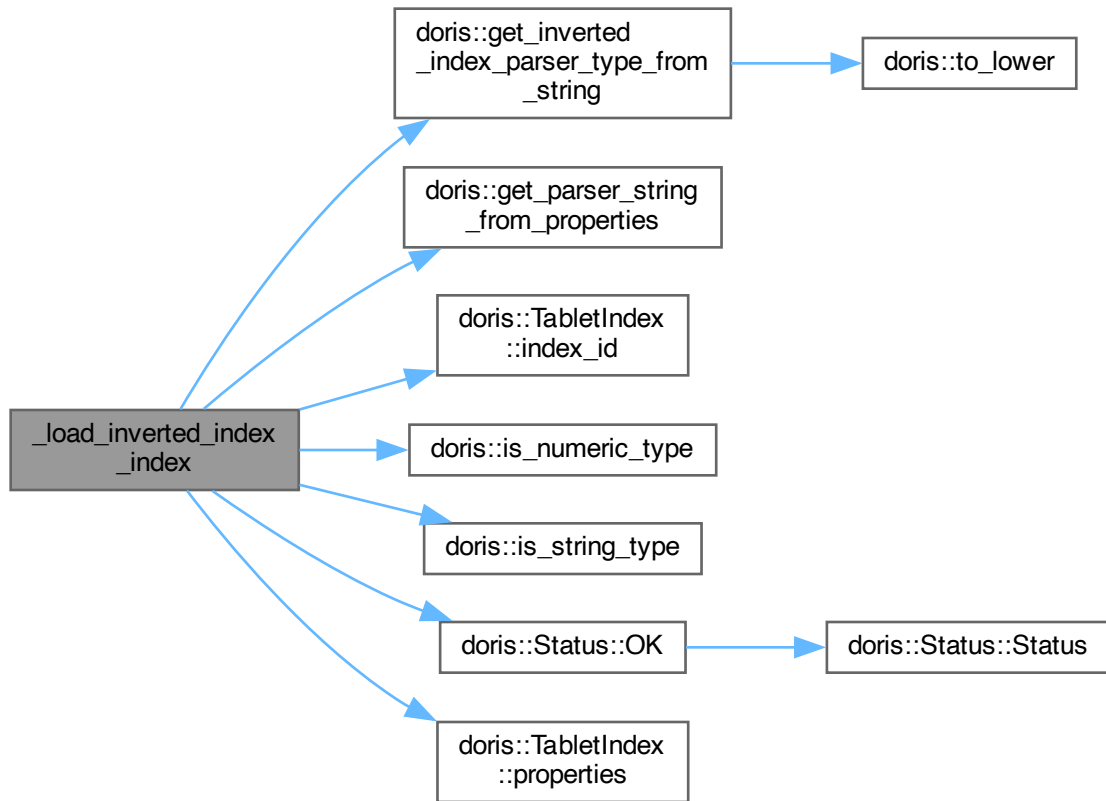 doris::get_inverted
_index_parser_type_from
_string
doris::to_lower
doris::get_parser_string
_from_properties
doris::TabletIndex
::index_id
_load_inverted_index
_index
doris::is_numeric_type
doris::is_string_type
doris::Status::OK
doris::Status::Status
doris::TabletIndex
::properties